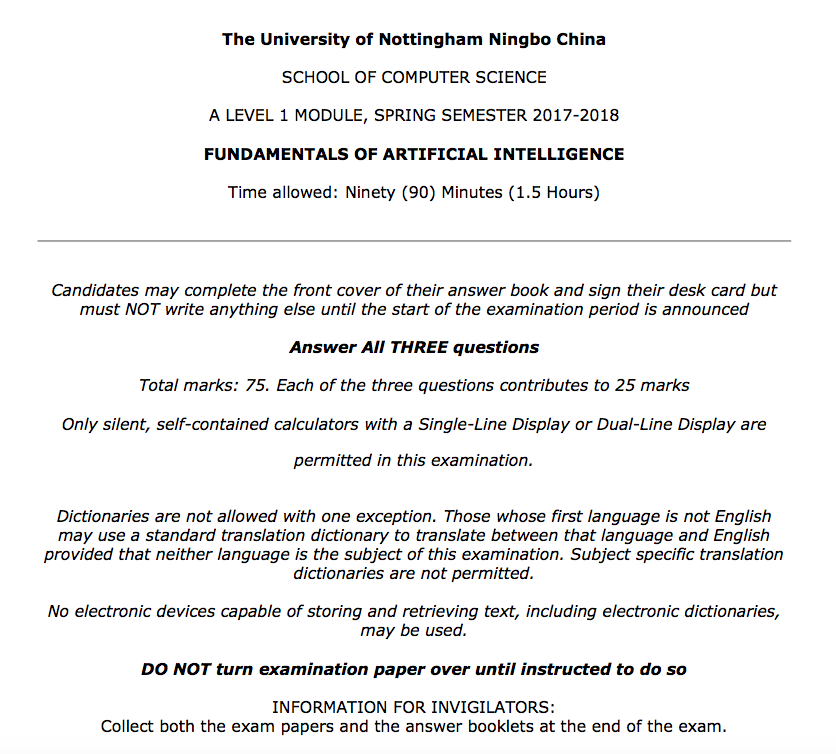 The University of Nottingham Ningbo China
SCHOOL OF COMPUTER SCIENCE
A LEVEL 1 MODULE, SPRING SEMESTER 2017-2018
FUNDAMENTALS OF ARTIFICIAL INTELLIGENCE
Time allowed: Ninety (90) Minutes (1.5 Hours)
Candidates may complete the front cover of their answer book and sign their desk card but
must NOT write anything else until the start of the examination period is announced
Answer All THREE questions
Total marks: 75. Each of the three questions contributes to 25 marks
Only silent, self-contained calculators with a Single-Line Display or Dual-Line Display are
permitted in this examination.
Dictionaries are not allowed with one exception. Those whose first language is not English
may use a standard translation dictionary to translate between that language and English
provided that neither language is the subject of this examination. Subject specific translation
dictionaries are not permitted.
No electronic devices capable of storing and retrieving text, including electronic dictionaries,
may be used.
DO NOT turn examination paper over until instructed to do so
INFORMATION FOR INVIGILATORS:
Collect both the exam papers and the answer booklets at the end of the exam.